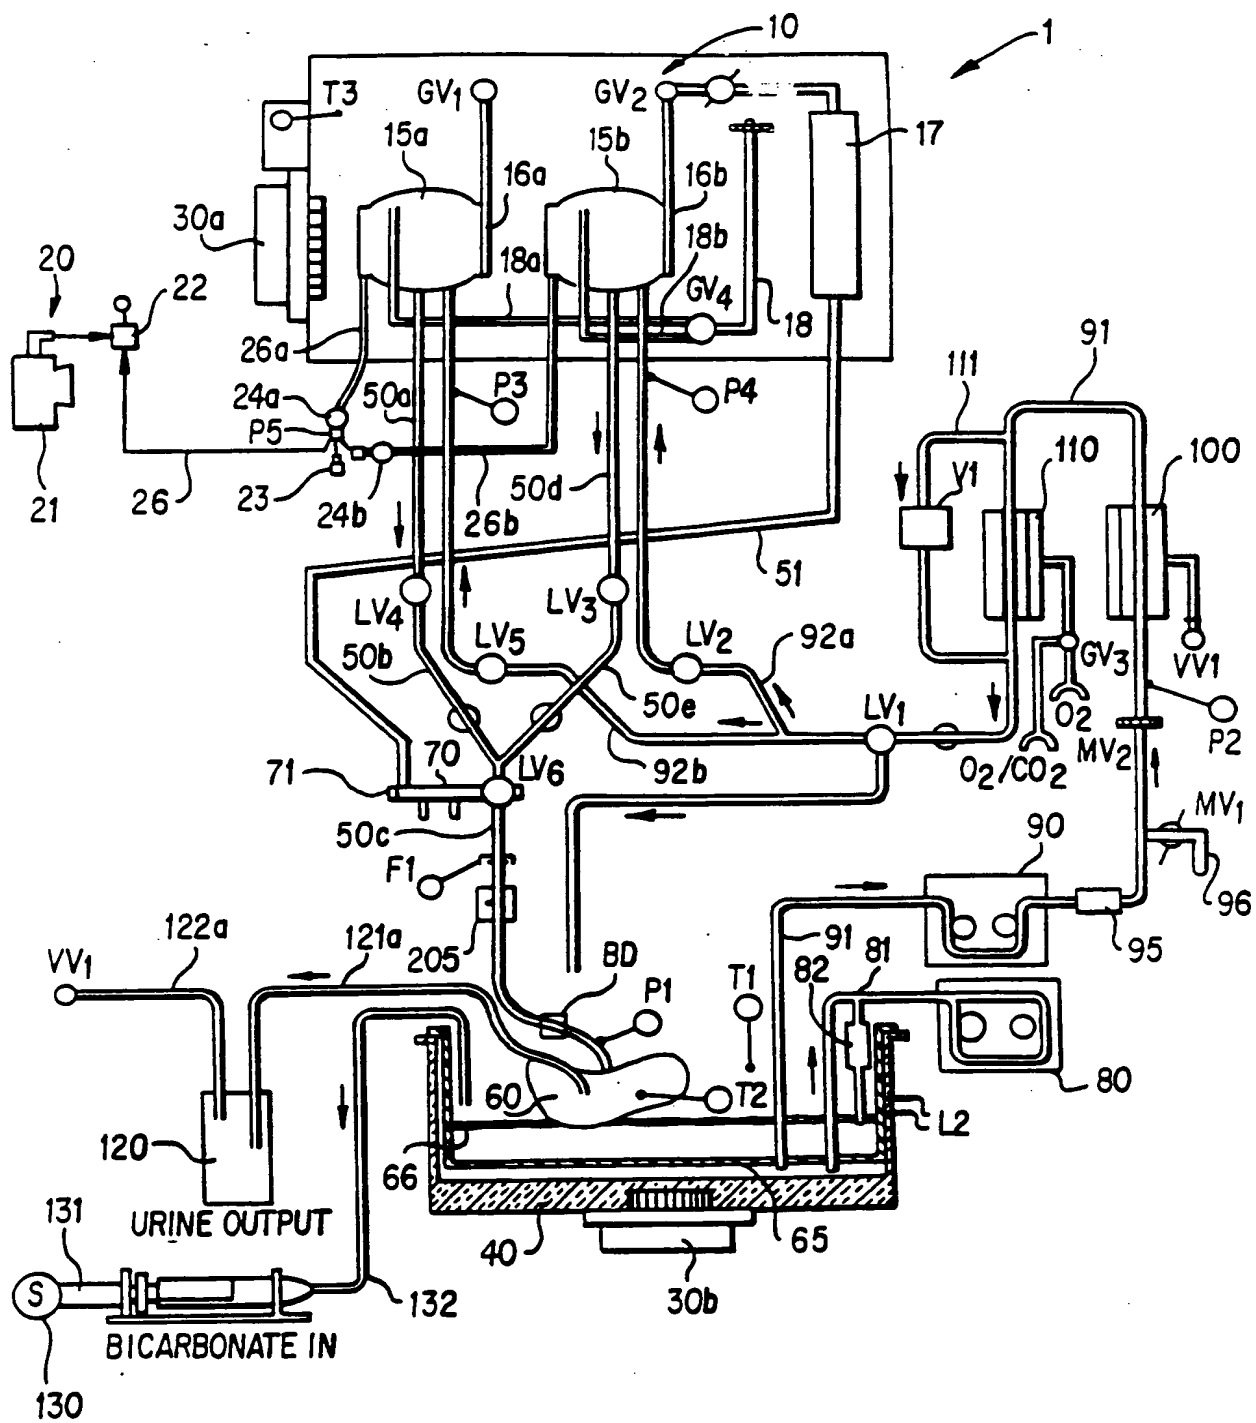 10
1
T3
GV1
GV2
15a
15b
17
16a
16b
30a
18b
18a
GV4
20
22
18
26a
91
111
24a
50a
P3
P4
P5
110
100
V1
23
50d
21
26
24b
26b
51
LV4
LV3
LV5
LV2
92a
50b
GV3
VV1
50e
LV1
O2
P2
70
LV6
92b
O2/CO2
MV2
71
50c
MV1
F1
90
96
122a
121a
205
91
95
VV1
BD
P1
T1
82
81
60
T2
80
L2
120
66
URINE OUTPUT
40
65
131
30b
S
132
BICARBONATE IN
130